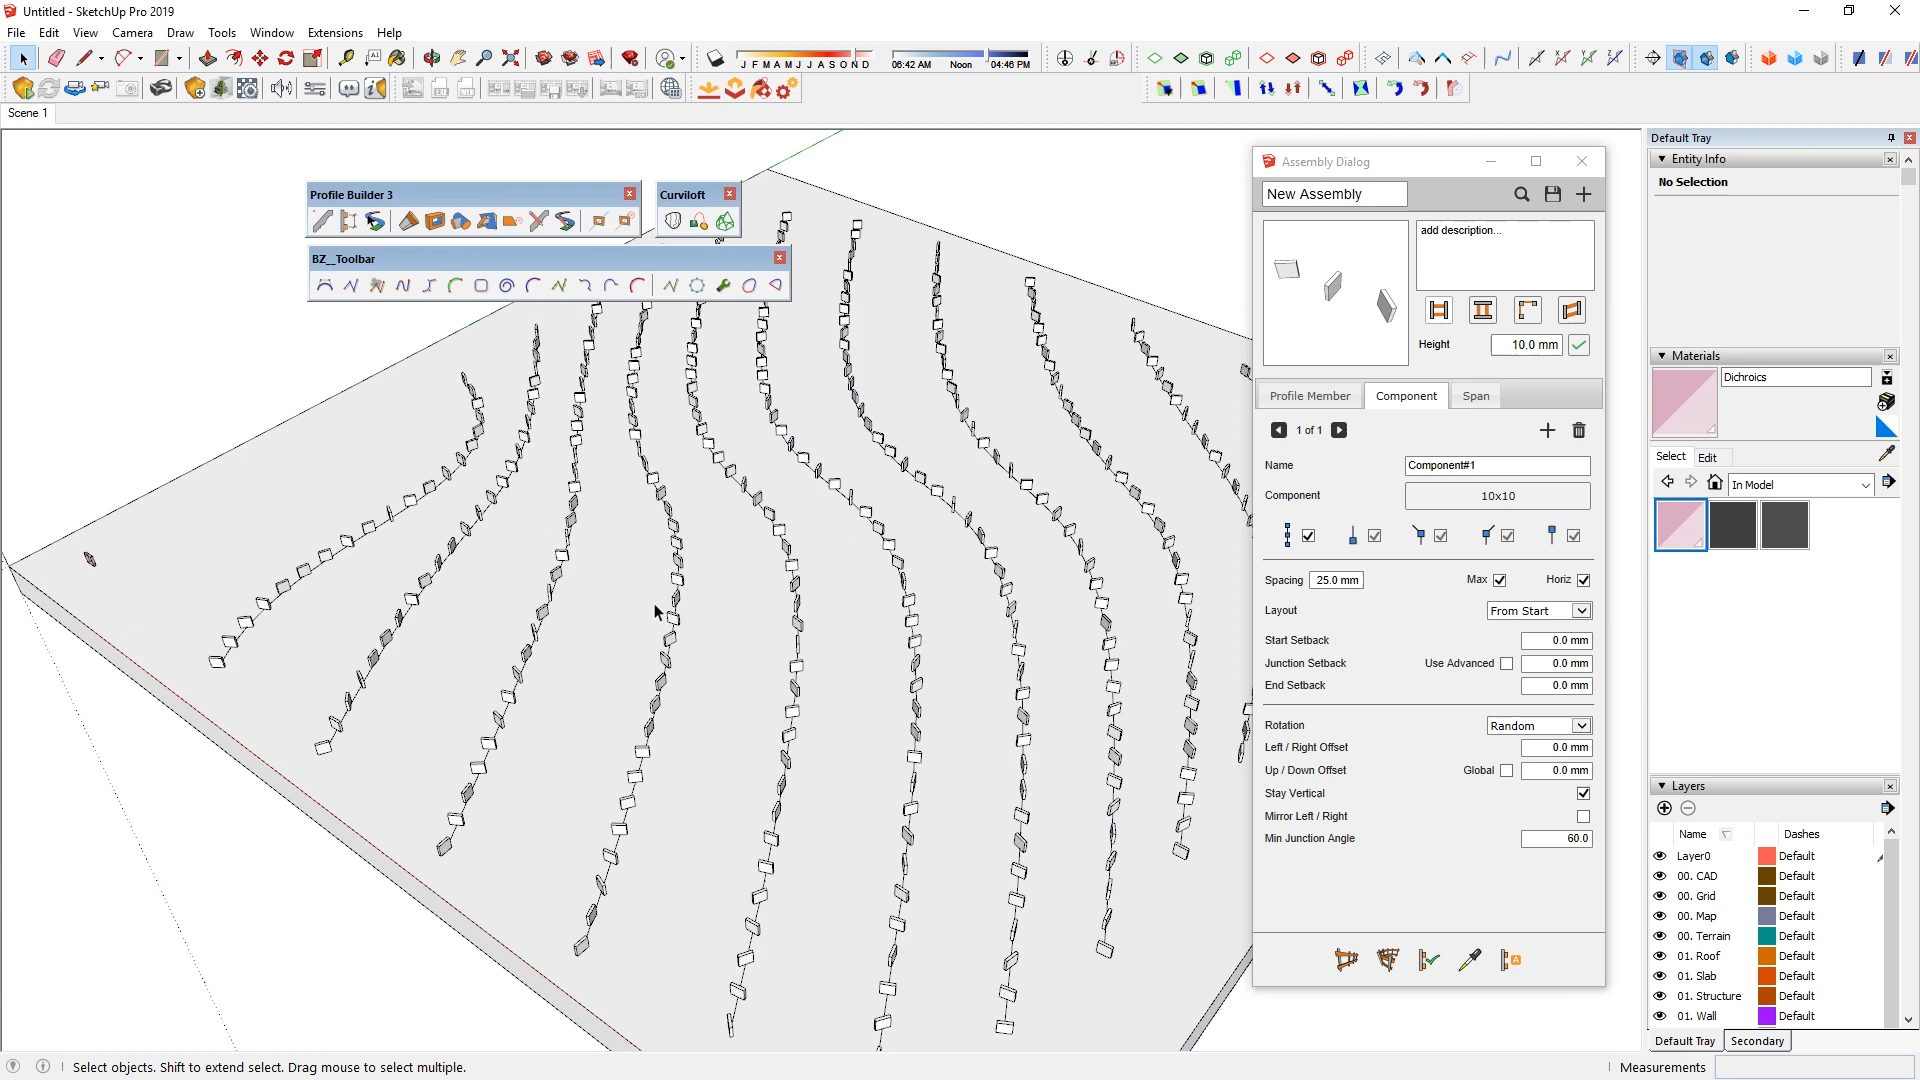 Untitled - SketchUp Pro 2019
File Edit View Camera Draw Tools Window Extensions Help
J F M A M J J A S O N D
06:42 AM Noon 04:46 PM
Scene 1
Profile Builder 3
Curviloft
BZ__Toolbar
Assembly Dialog
New Assembly
add description...
Height 10.0 mm
Profile Member Component Span
1 of 1
Name Component#1
Component 10x10
Spacing 25.0 mm Max Horiz
Layout From Start
Start Setback 0.0 mm
Junction Setback Use Advanced 0.0 mm
End Setback 0.0 mm
Rotation Random
Left / Right Offset 0.0 mm
Up / Down Offset Global 0.0 mm
Stay Vertical
Mirror Left / Right
Min Junction Angle 60.0
Default Tray
Entity Info
No Selection
Materials
Dichroics
Select Edit
In Model
Layers
Name Dashes
Layer0 Default
00. CAD Default
00. Grid Default
00. Map Default
00. Terrain Default
01. Roof Default
01. Slab Default
01. Structure Default
01. Wall Default
Default Tray Secondary
Select objects. Shift to extend select. Drag mouse to select multiple.
Measurements